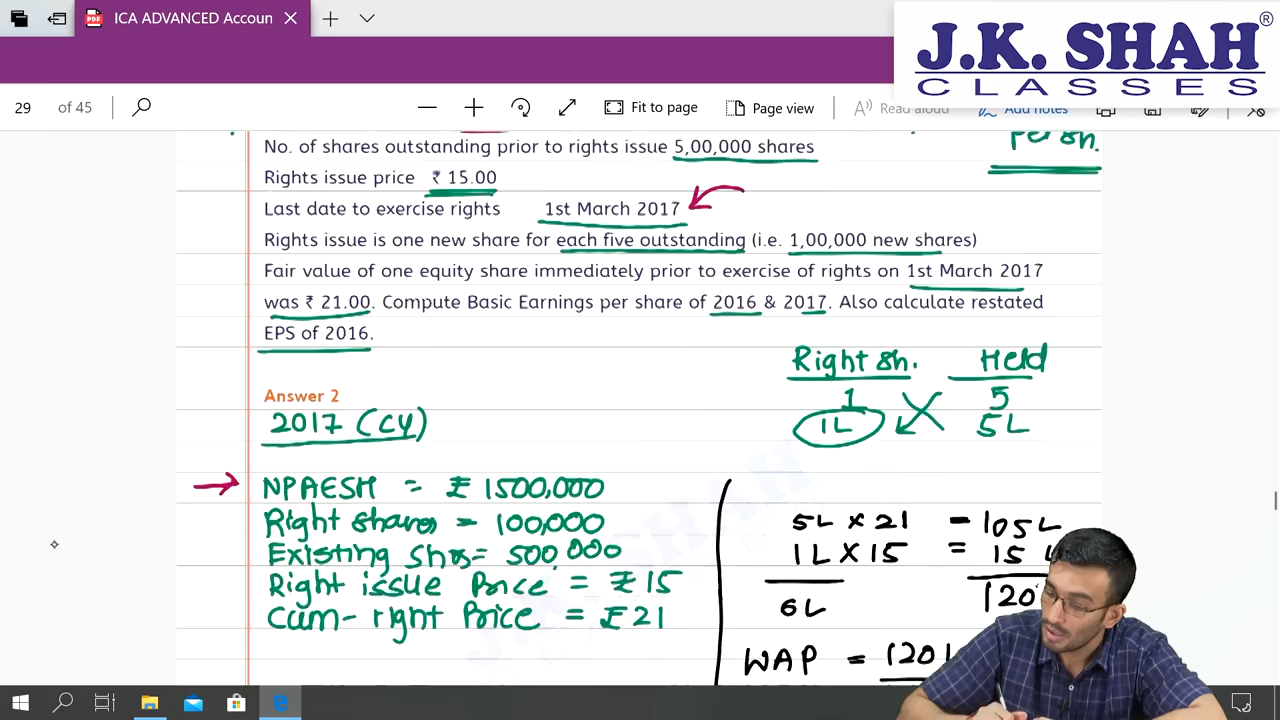 ICA ADVANCED Accoun
J.K. SHAH®
CLASSES
29 of 45
Fit to page
Page view
Read aloud
Add notes
Per sh.
No. of shares outstanding prior to rights issue 5,00,000 shares
Rights issue price ₹ 15.00
Last date to exercise rights 1st March 2017
Rights issue is one new share for each five outstanding (i.e. 1,00,000 new shares)
Fair value of one equity share immediately prior to exercise of rights on 1st March 2017
was ₹ 21.00. Compute Basic Earnings per share of 2016 & 2017. Also calculate restated
EPS of 2016.
Right sh. Held
Answer 2
1 5
2017 (CY)
1L 5L
NPAESH = ₹ 1500,000
Right shares = 100,000
5L × 21 = 105L
Existing Shrs = 500,000
1L × 15 = 15
Right issue Price = ₹15
6L 120
Cum-right Price = ₹21
WAP = 120
J.K. SHAH